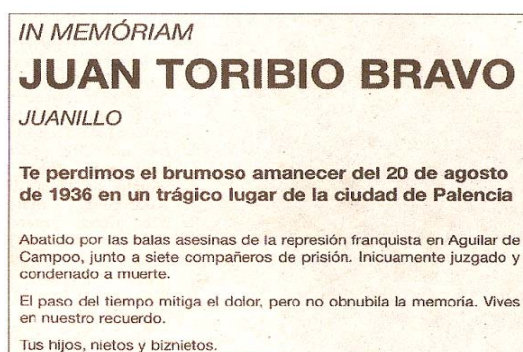 IN MEMÓRIAM
JUAN TORIBIO BRAVO
JUANILLO
Te perdimos el brumoso amanecer del 20 de agosto
de 1936 en un trágico lugar de la ciudad de Palencia
Abatido por las balas asesinas de la represión franquista en Aguilar de
Campoo, junto a siete compañeros de prisión. Inicuamente juzgado y
condenado a muerte.
El paso del tiempo mitiga el dolor, pero no obnubila la memoria. Vives
en nuestro recuerdo.
Tus hijos, nietos y biznietos.